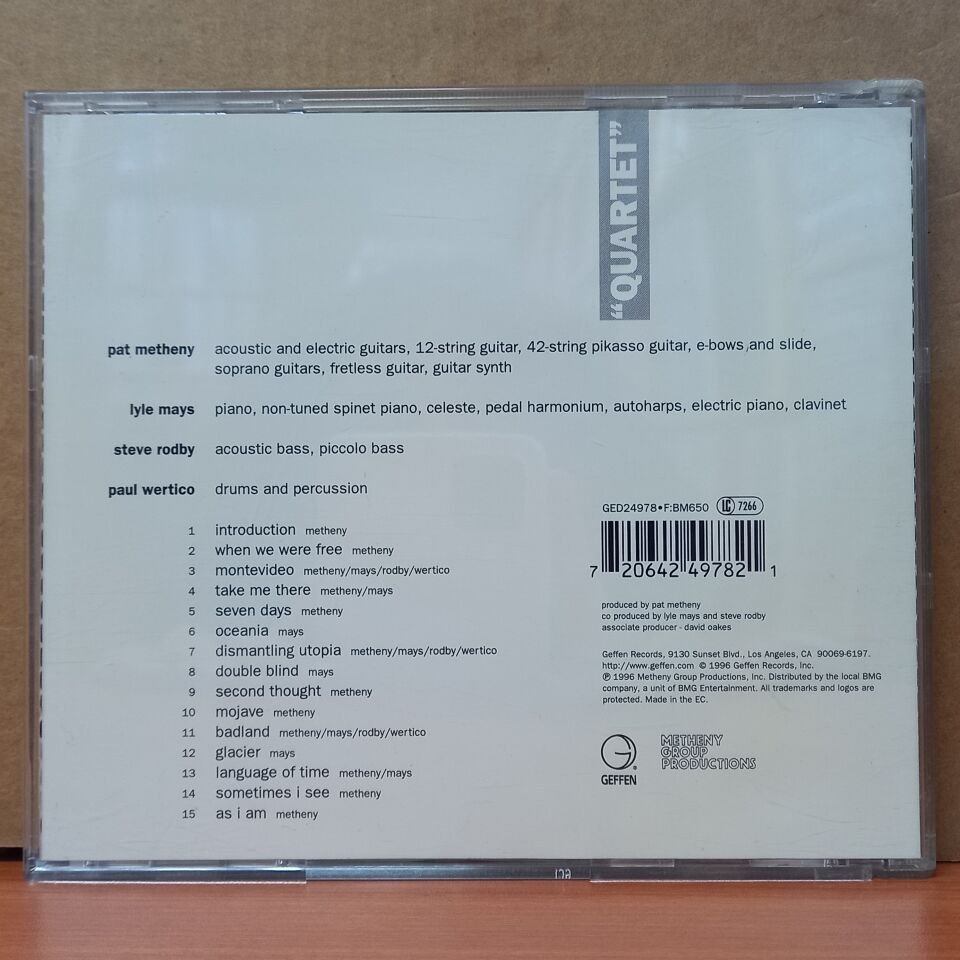 “QUARTET”
pat metheny acoustic and electric guitars, 12-string guitar, 42-string pikasso guitar, e-bows and slide,
soprano guitars, fretless guitar, guitar synth
lyle mays piano, non-tuned spinet piano, celeste, pedal harmonium, autoharps, electric piano, clavinet
steve rodby acoustic bass, piccolo bass
paul wertico drums and percussion
1 introduction metheny
2 when we were free metheny
3 montevideo metheny/mays/rodby/wertico
4 take me there metheny/mays
5 seven days metheny
6 oceania mays
7 dismantling utopia metheny/mays/rodby/wertico
8 double blind mays
9 second thought metheny
10 mojave metheny
11 badland metheny/mays/rodby/wertico
12 glacier mays
13 language of time metheny/mays
14 sometimes i see metheny
15 as i am metheny
GED24978•F:BM650 LC 7266
7 20642 49782 1
produced by pat metheny
co produced by lyle mays and steve rodby
associate producer - david oakes
Geffen Records, 9130 Sunset Blvd., Los Angeles, CA 90069-6197.
http://www.geffen.com © 1996 Geffen Records, Inc.
℗ 1996 Metheny Group Productions, Inc. Distributed by the local BMG
company, a unit of BMG Entertainment. All trademarks and logos are
protected. Made in the EC.
GEFFEN
METHENY
GROUP
PRODUCTIONS